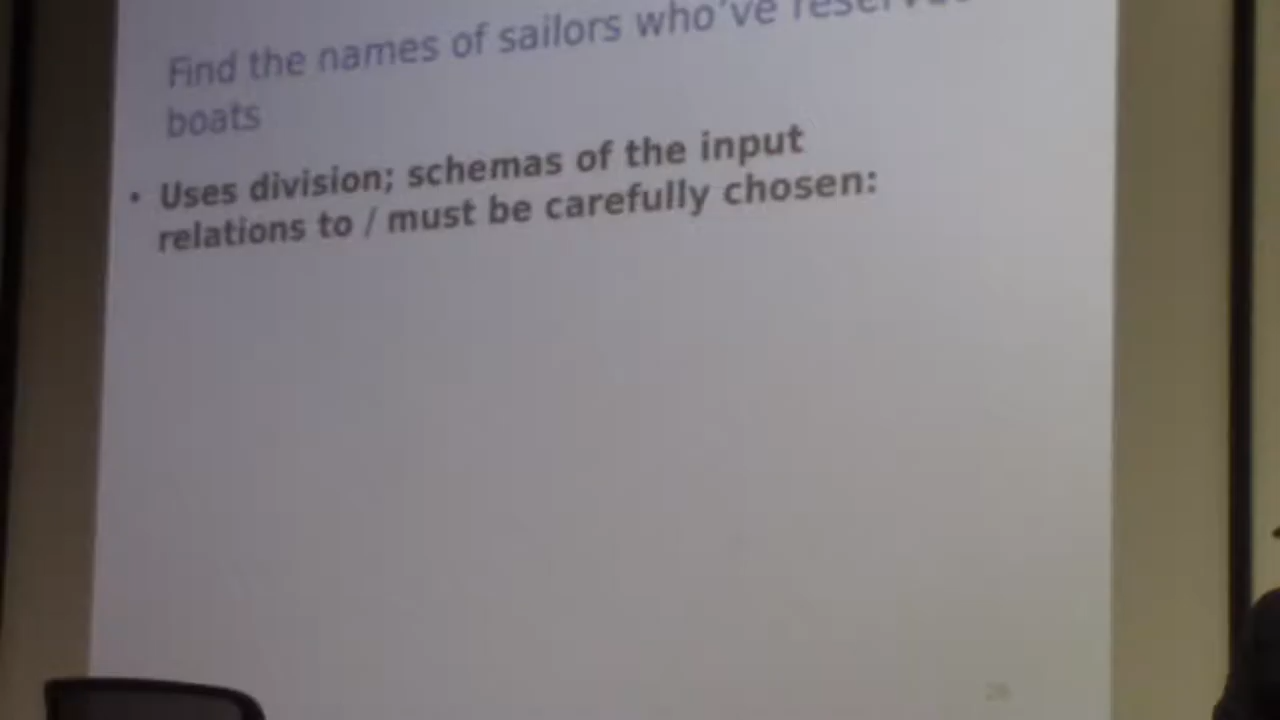 Find the names of sailors who've
boats
• Uses division; schemas of the input
relations to / must be carefully chosen: